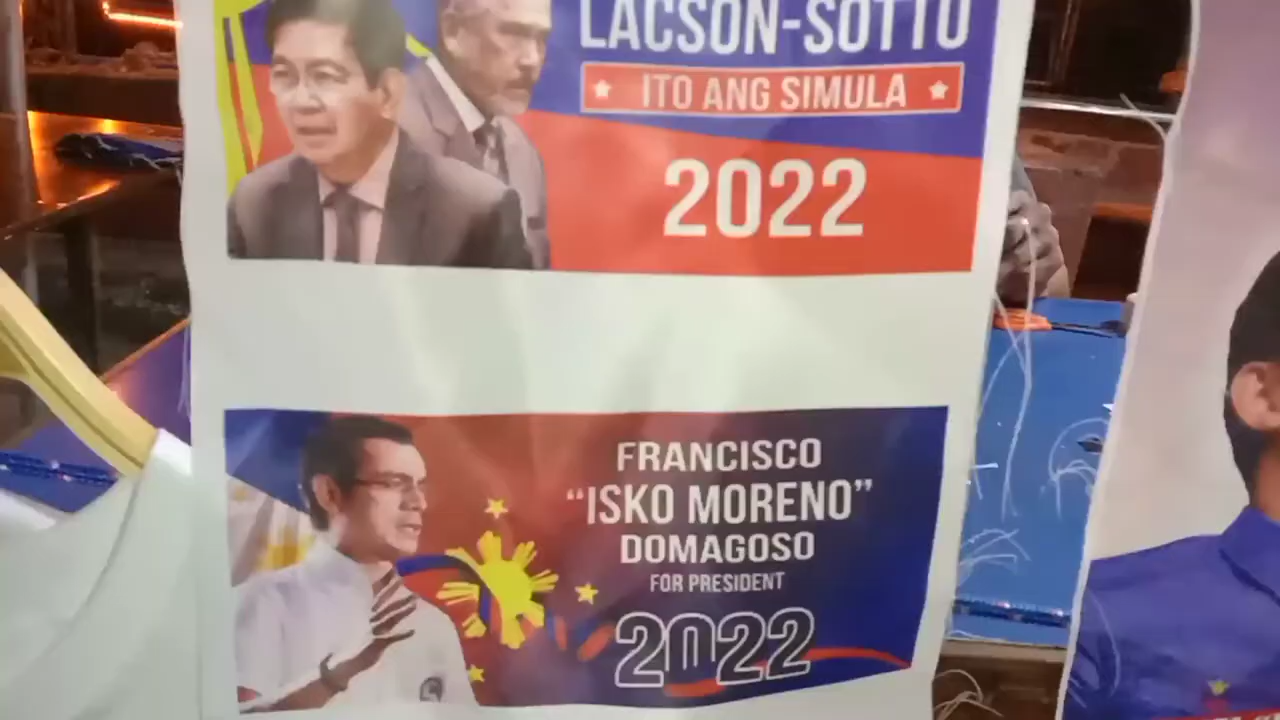 LACSON-SOTTO
ITO ANG SIMULA
2022
FRANCISCO
“ISKO MORENO”
DOMAGOSO
FOR PRESIDENT
2022